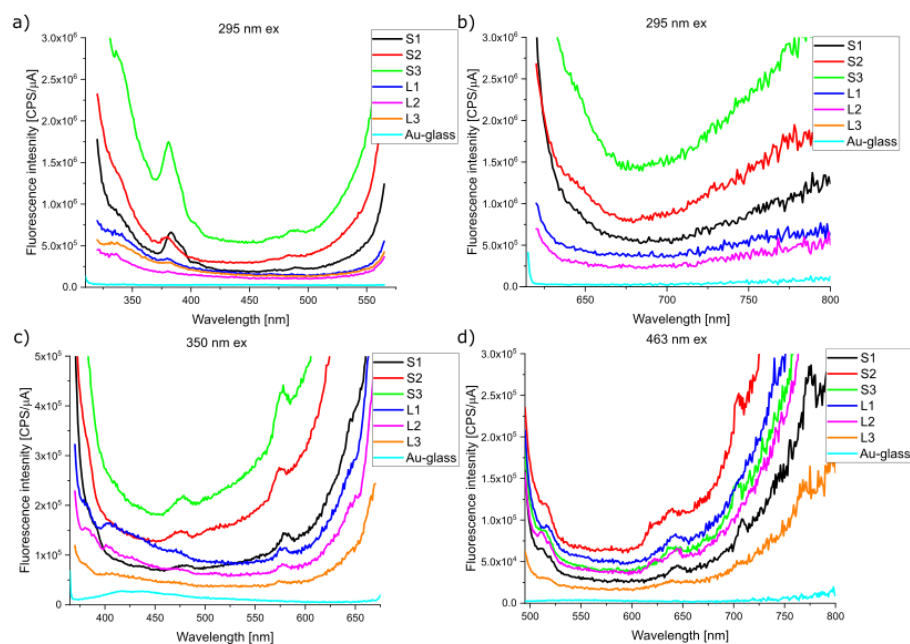 a)
295 nm ex
Fluorescence intesnity [CPS/µA]
3.0x10⁶
2.5x10⁶
2.0x10⁶
1.5x10⁶
1.0x10⁶
5.0x10⁵
0.0
350
400
450
500
550
Wavelength [nm]
S1
S2
S3
L1
L2
L3
Au-glass
b)
295 nm ex
Fluorescence intesnity [CPS/µA]
3.0x10⁶
2.5x10⁶
2.0x10⁶
1.5x10⁶
1.0x10⁶
5.0x10⁵
0.0
650
700
750
800
Wavelength [nm]
S1
S2
S3
L1
L2
L3
Au-glass
c)
350 nm ex
Fluorescence intesnity [CPS/µA]
5x10⁵
4x10⁵
3x10⁵
2x10⁵
1x10⁵
0
400
450
500
550
600
650
Wavelength [nm]
S1
S2
S3
L1
L2
L3
Au-glass
d)
463 nm ex
Fluorescence intesnity [CPS/µA]
3.0x10⁵
2.5x10⁵
2.0x10⁵
1.5x10⁵
1.0x10⁵
5.0x10⁴
0.0
500
550
600
650
700
750
800
Wavelength [nm]
S1
S2
S3
L1
L2
L3
Au-glass